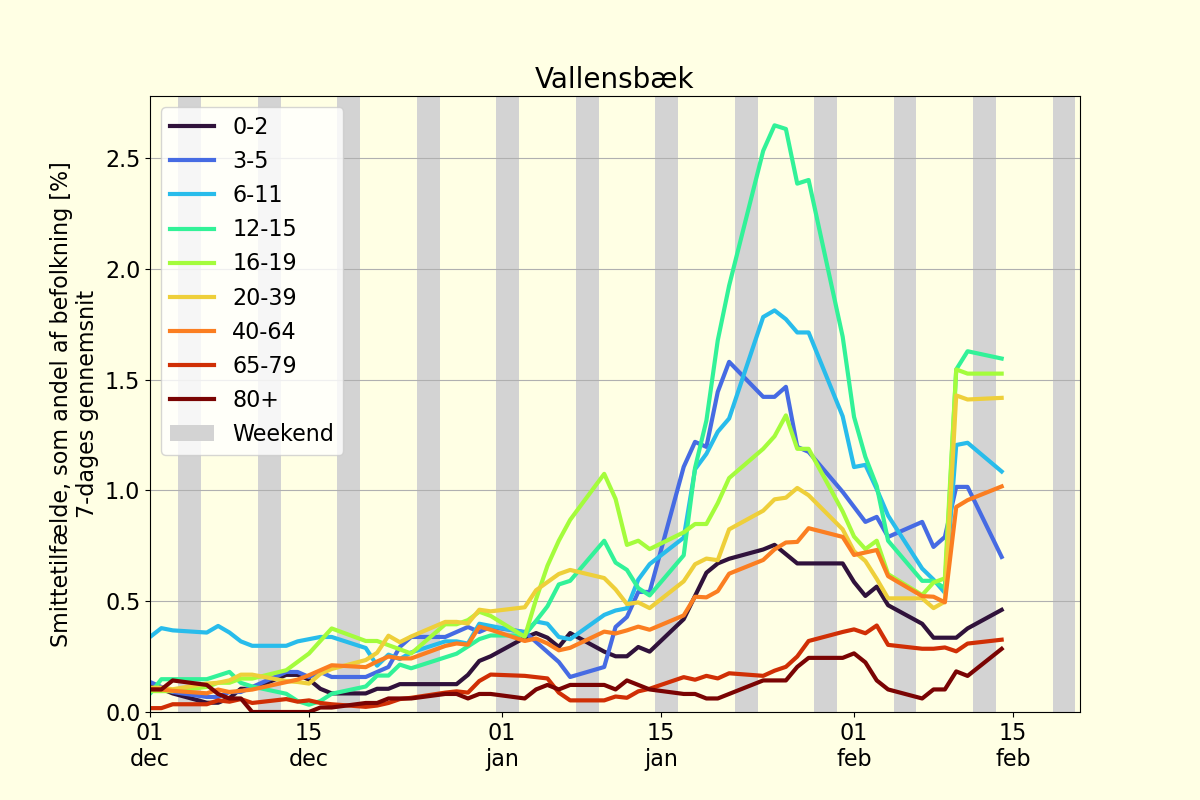 Vallensbæk
Smittetilfælde, som andel af befolkning [%]
7-dages gennemsnit
2.5
2.0
1.5
1.0
0.5
0.0
0-2
3-5
6-11
12-15
16-19
20-39
40-64
65-79
80+
Weekend
01 15 01 15 01 15
dec dec jan jan feb feb